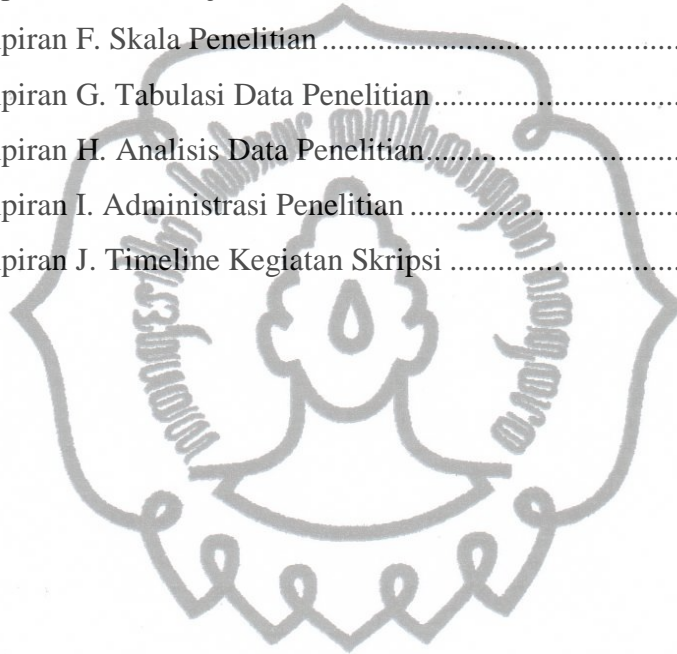 piran F. Skala Penelitian ..............................................
piran G. Tabulasi Data Penelitian................................
piran H. Analisis Data Penelitian.................................
piran I. Administrasi Penelitian ...................................
piran J. Timeline Kegiatan Skripsi ..............................